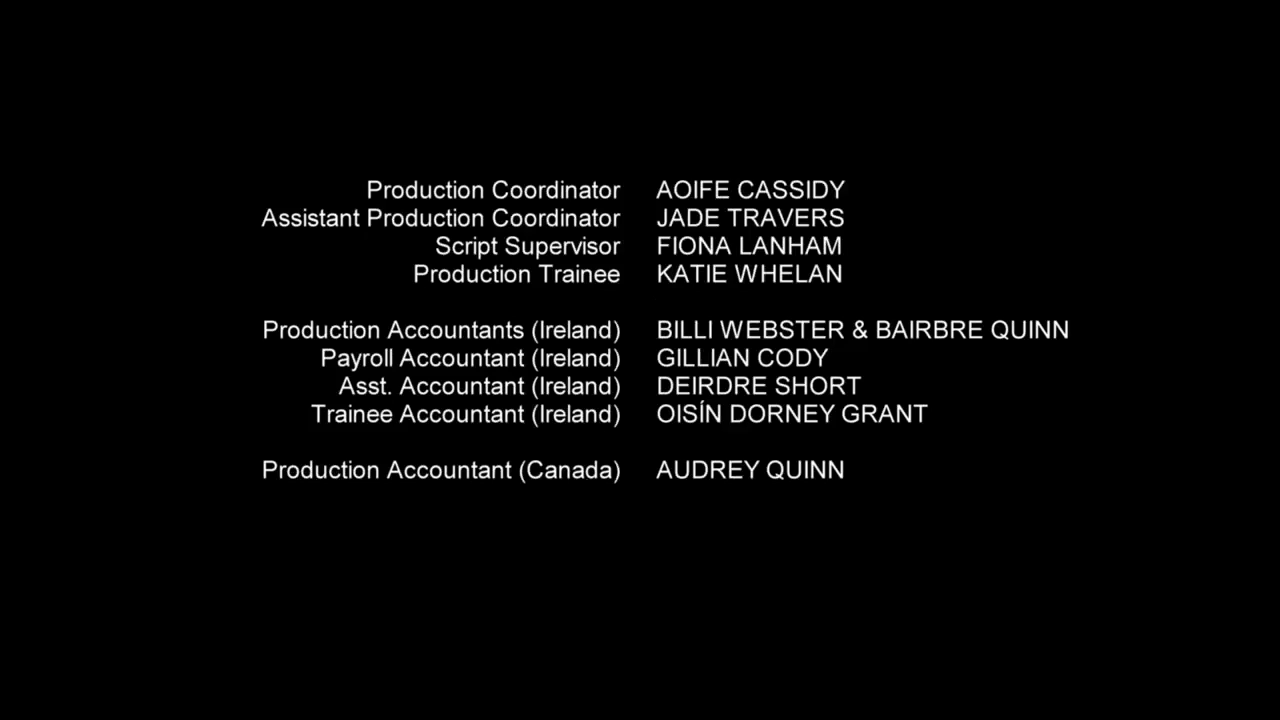 Production Coordinator AOIFE CASSIDY
Assistant Production Coordinator JADE TRAVERS
Script Supervisor FIONA LANHAM
Production Trainee KATIE WHELAN
Production Accountants (Ireland) BILLI WEBSTER & BAIRBRE QUINN
Payroll Accountant (Ireland) GILLIAN CODY
Asst. Accountant (Ireland) DEIRDRE SHORT
Trainee Accountant (Ireland) OISÍN DORNEY GRANT
Production Accountant (Canada) AUDREY QUINN